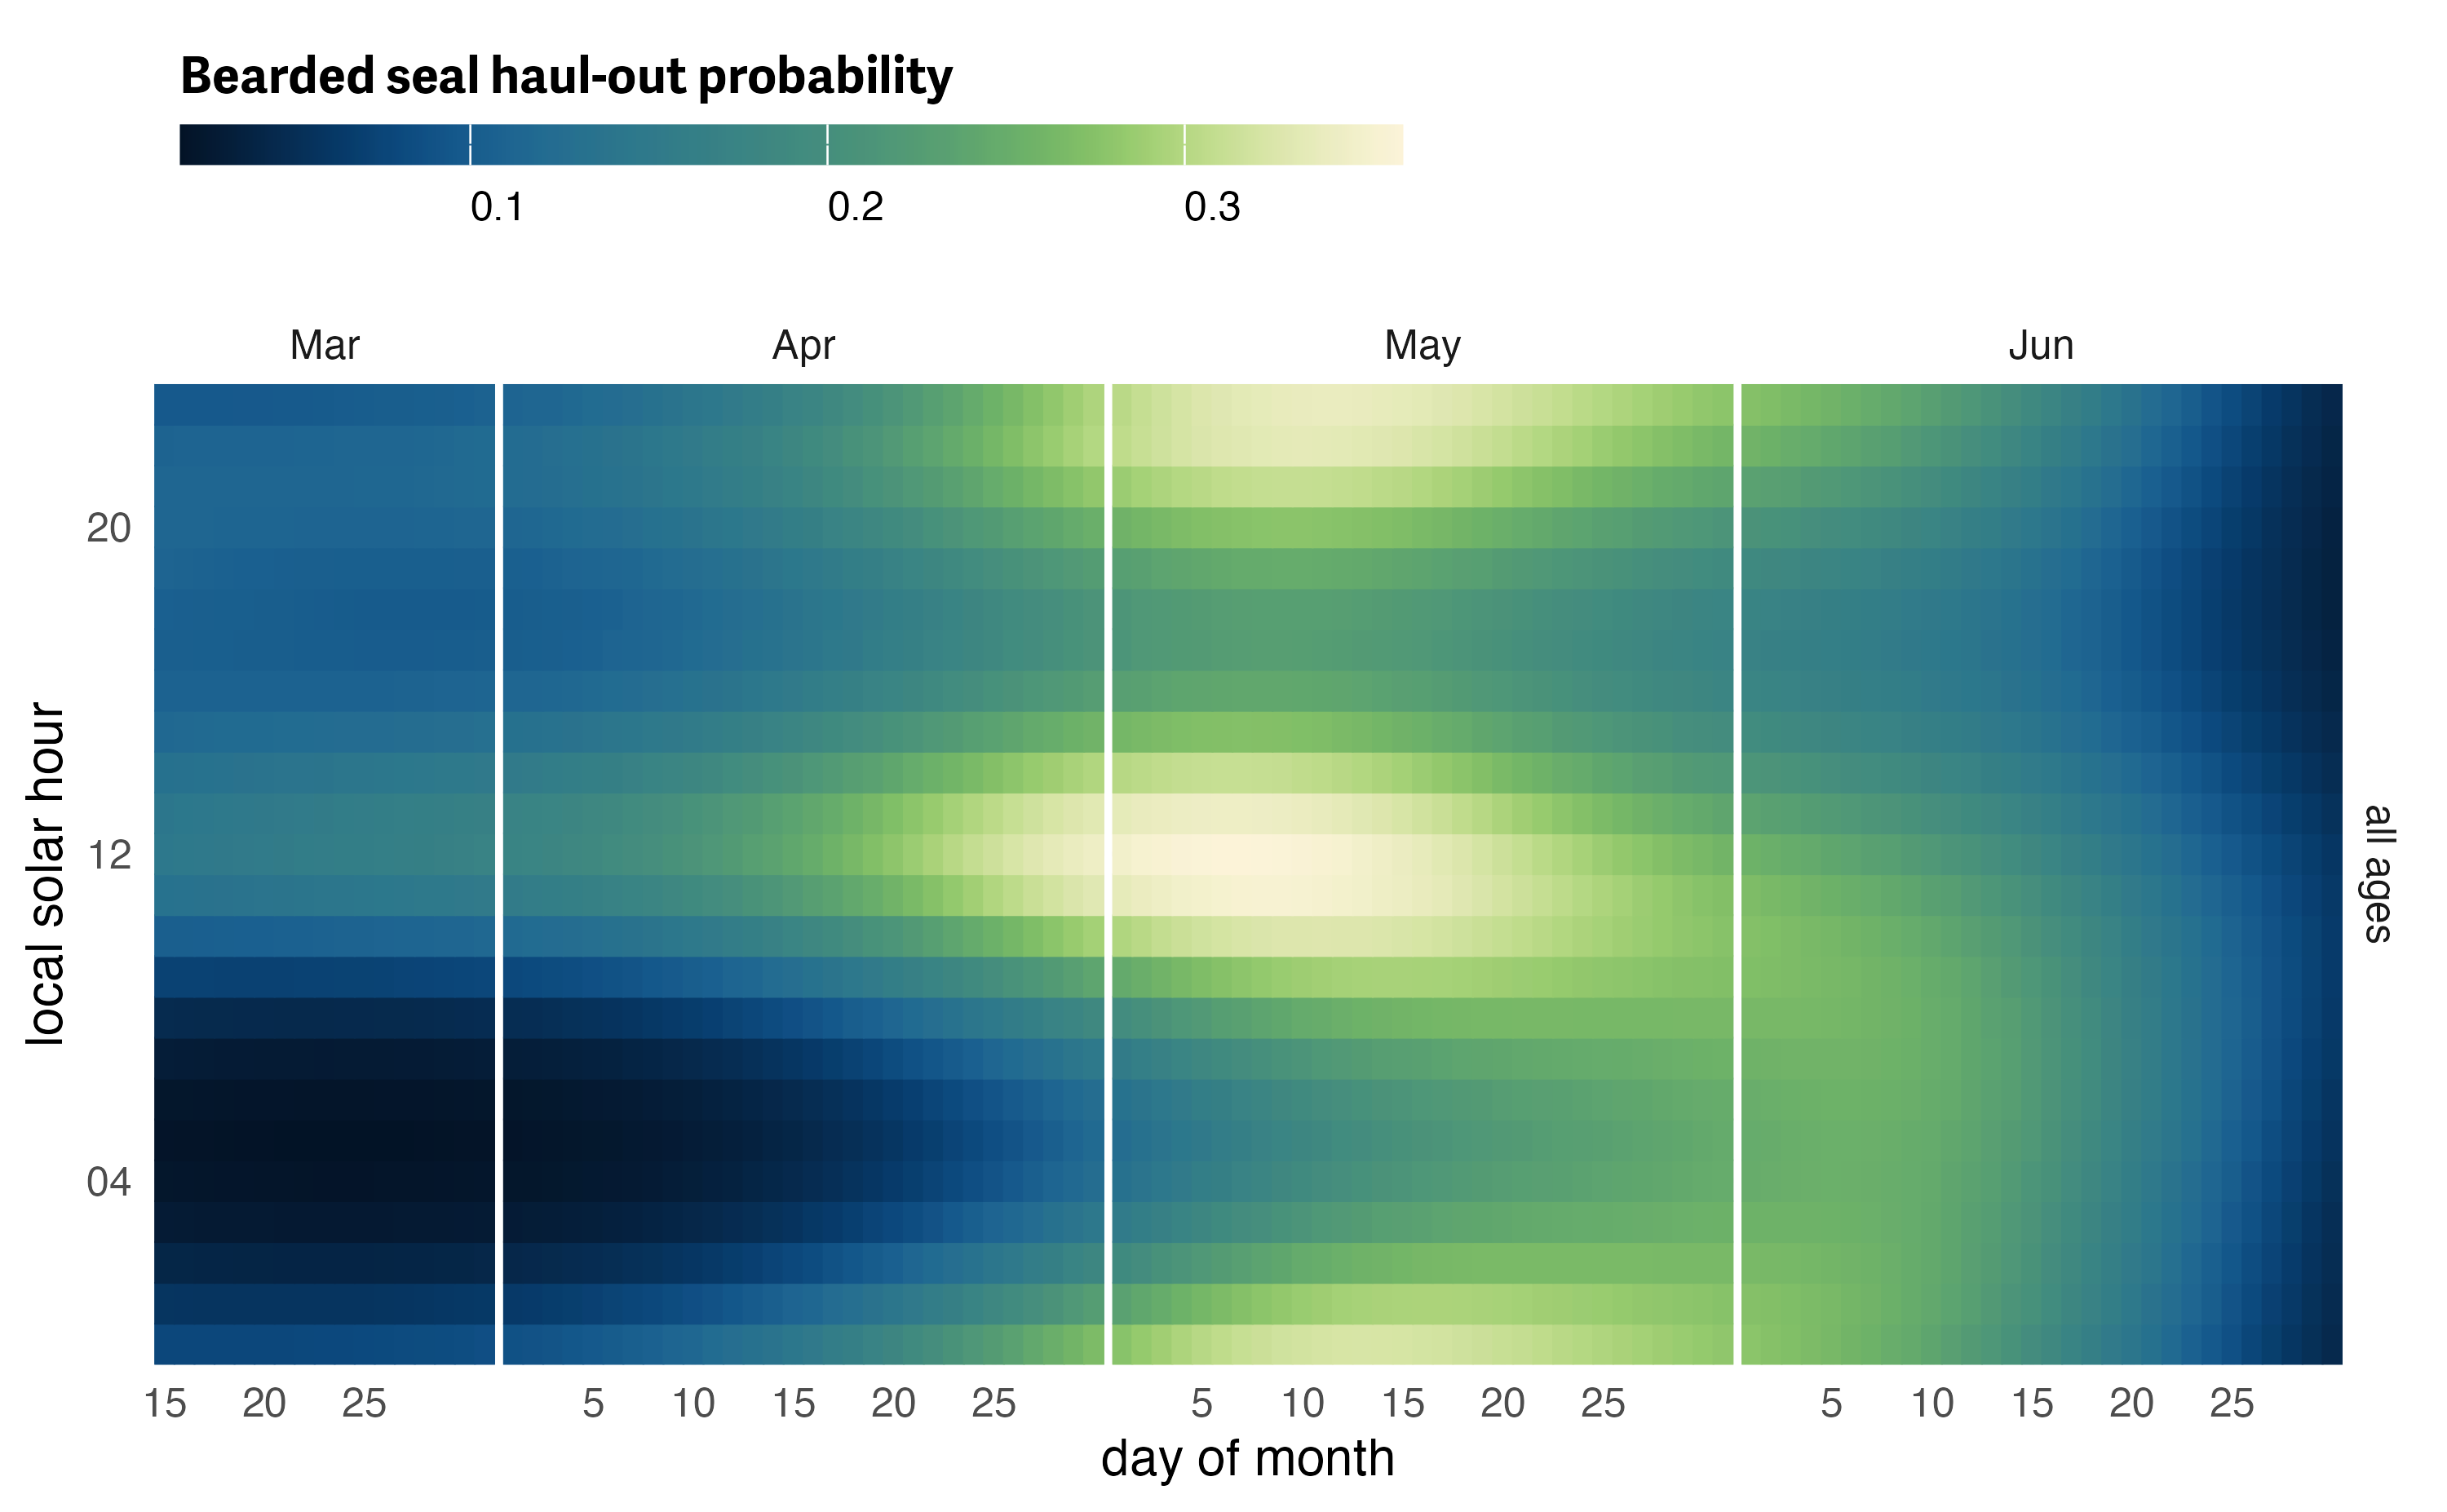 Bearded seal haul-out probability
0.1 0.2 0.3
Mar Apr May Jun
20
12
04
local solar hour
all ages
15 20 25 5 10 15 20 25 5 10 15 20 25 5 10 15 20 25
day of month